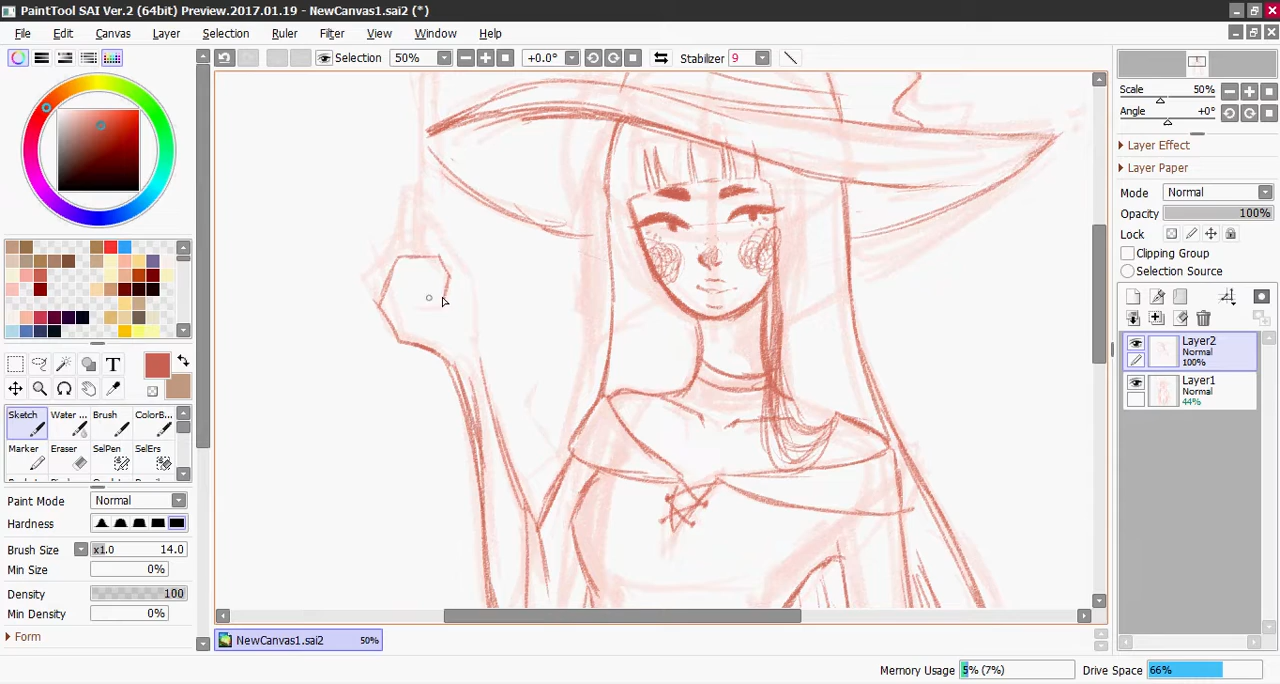 PaintTool SAI Ver.2 (64bit) Preview.2017.01.19 - NewCanvas1.sai2 (*)
File Edit Canvas Layer Selection Ruler Filter View Window Help
Selection 50% +0.0° Stabilizer 9
Scale 50%
Angle +0°
Layer Effect
Layer Paper
Mode Normal
Opacity 100%
Lock
Clipping Group
Selection Source
Layer2
Normal
100%
Layer1
Normal
44%
T
Sketch Water ... Brush ColorB...
Marker Eraser SelPen SelErs
Paint Mode Normal
Hardness
Brush Size x1.0 14.0
Min Size 0%
Density 100
Min Density 0%
Form
NewCanvas1.sai2 50%
Memory Usage 5% (7%) Drive Space 66%